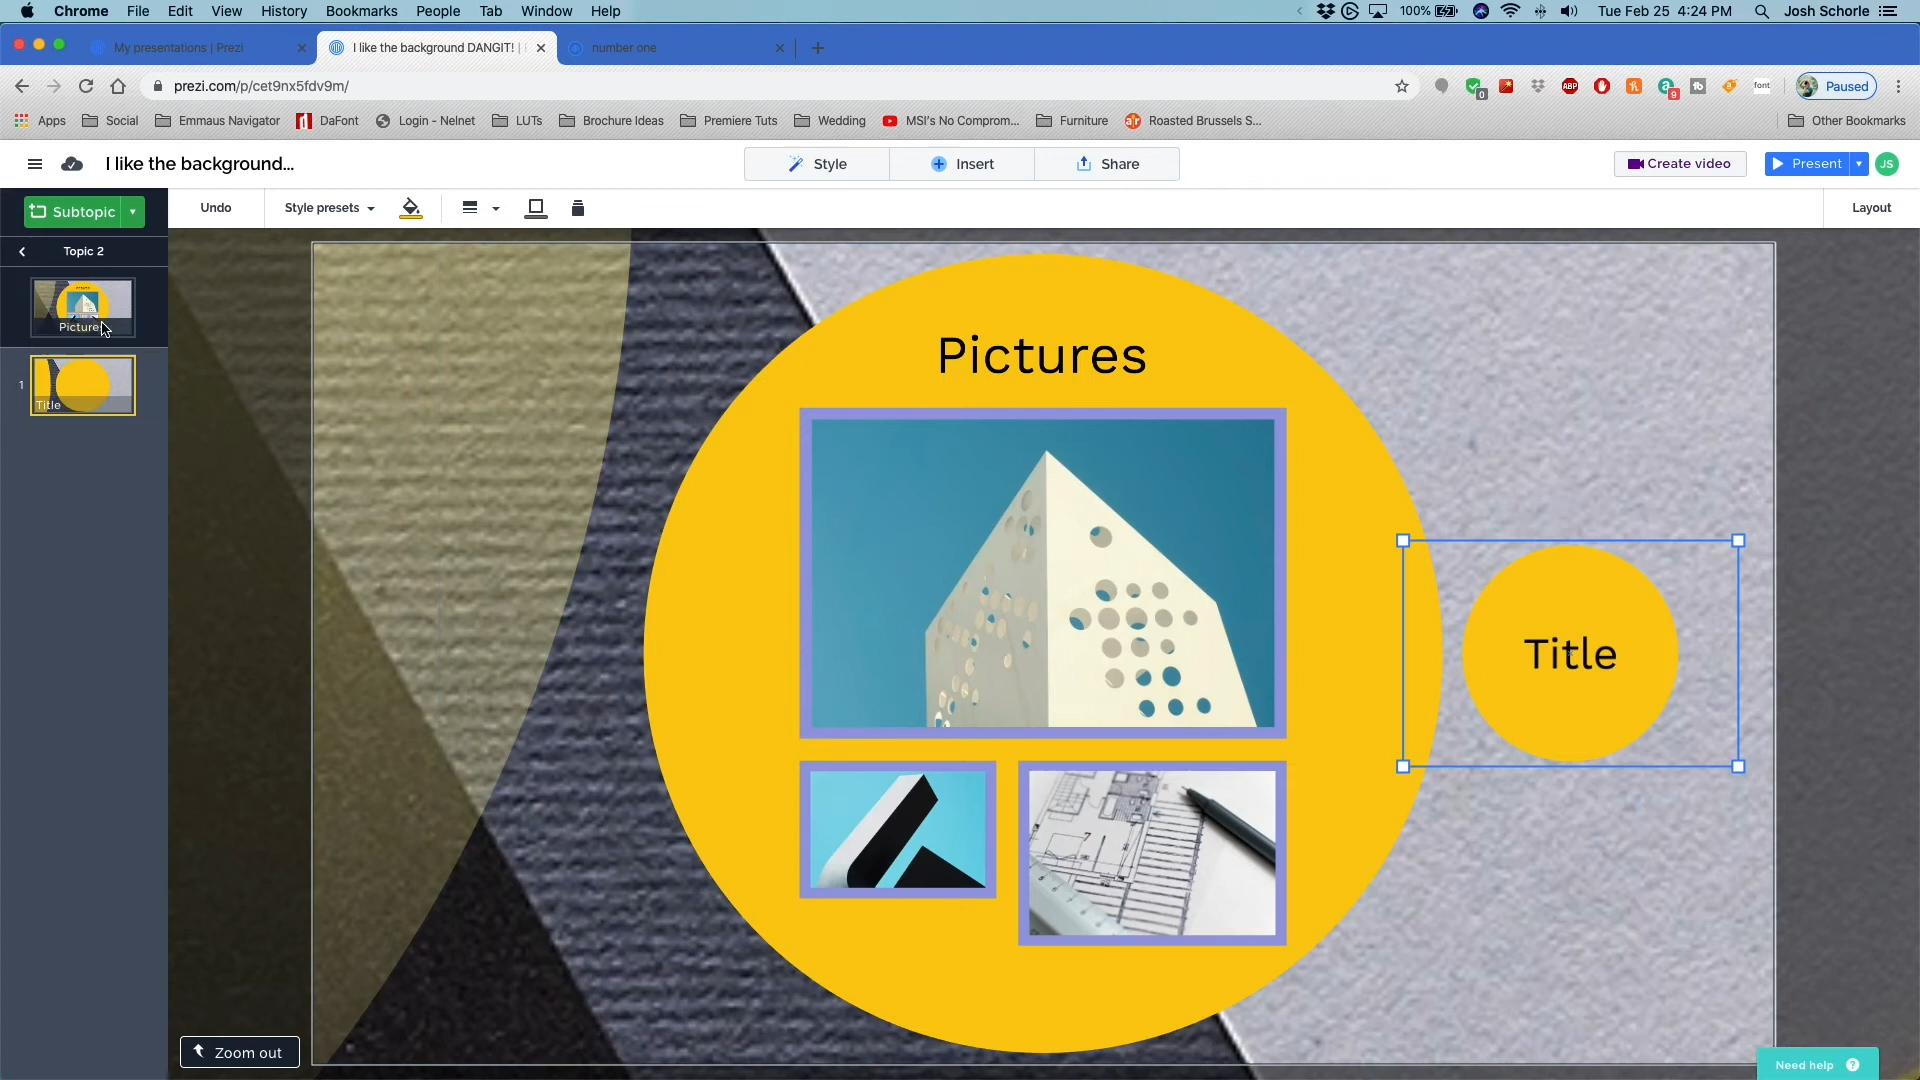 Chrome File Edit View History Bookmarks People Tab Window Help
100% Tue Feb 25 4:24 PM Josh Schorle
My presentations | Prezi
I like the background DANGIT! |
number one
prezi.com/p/cet9nx5fdv9m/
0 ABP 9 font Paused
Apps Social Emmaus Navigator DaFont Login - Nelnet LUTs Brochure Ideas Premiere Tuts Wedding MSI's No Comprom... Furniture Roasted Brussels S... Other Bookmarks
I like the background...
Style Insert Share
Create video Present JS
Subtopic Undo Style presets Layout
Topic 2
Pictures
1
Title
Pictures
Title
Zoom out
Need help ?